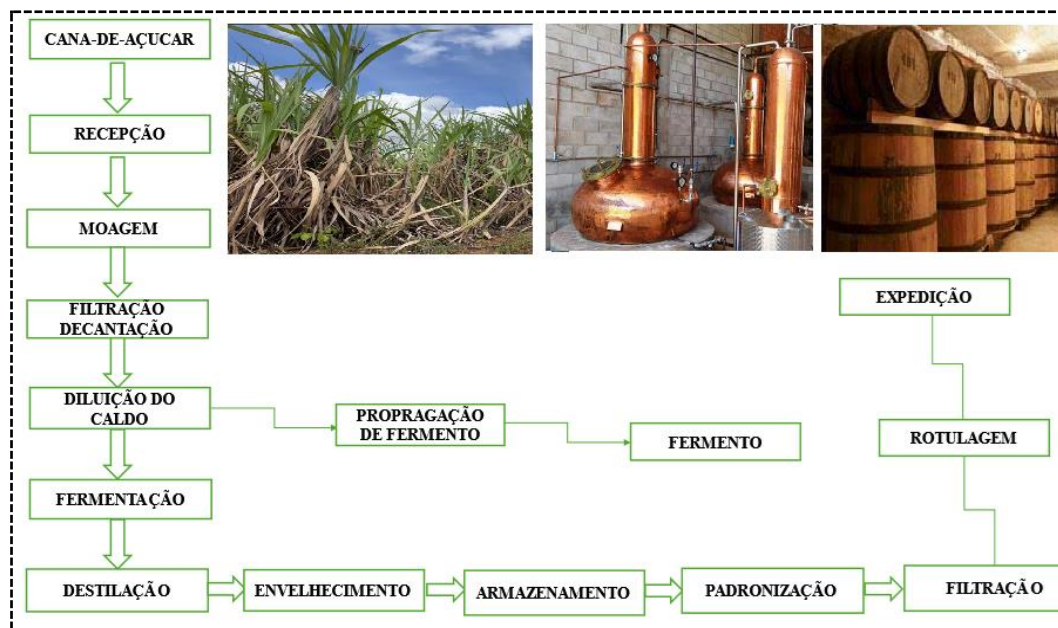 CANA-DE-AÇUCAR
RECEPÇÃO
MOAGEM
FILTRAÇÃO
DECANTAÇÃO
EXPEDIÇÃO
DILUIÇÃO DO
CALDO
PROPRAGAÇÃO
DE FERMENTO
FERMENTO
ROTULAGEM
FERMENTAÇÃO
DESTILAÇÃO
ENVELHECIMENTO
ARMAZENAMENTO
PADRONIZAÇÃO
FILTRAÇÃO